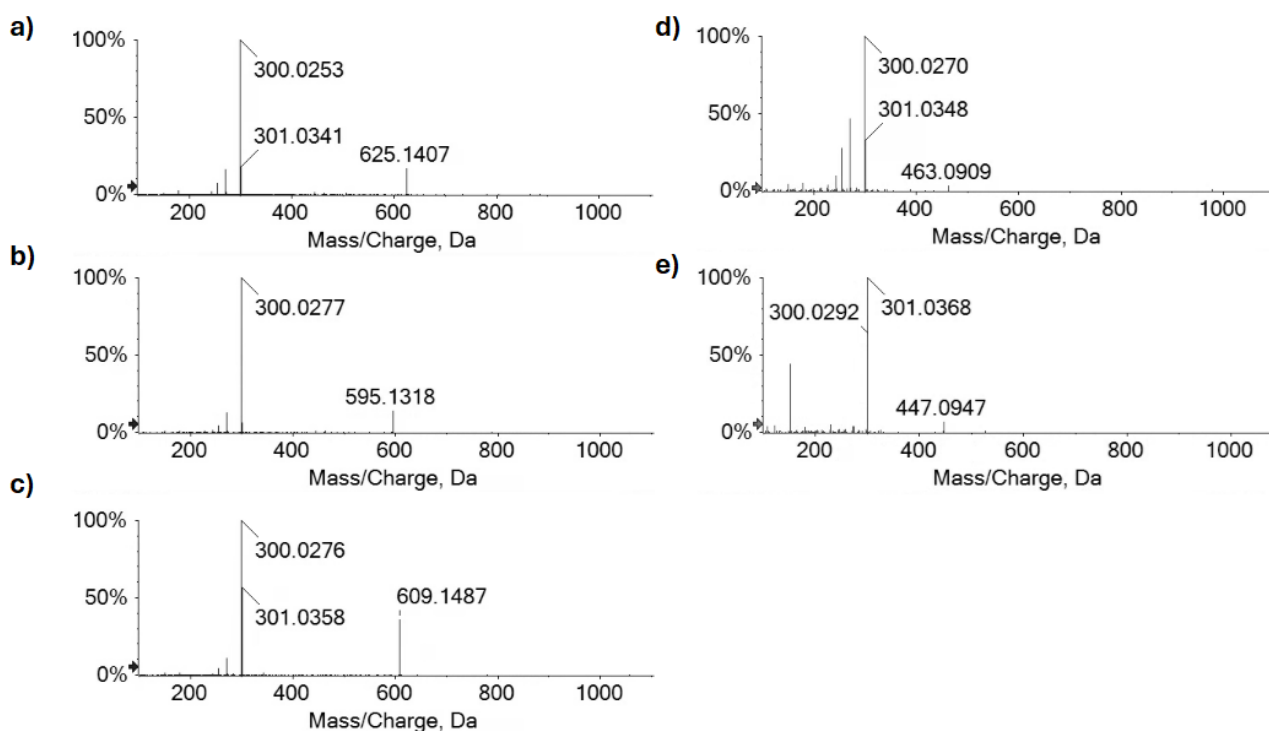 a)
100%
300.0253
50%
301.0341
625.1407
0%
200 400 600 800 1000
Mass/Charge, Da
b)
100%
300.0277
50%
595.1318
0%
200 400 600 800 1000
Mass/Charge, Da
c)
100%
300.0276
50%
301.0358
609.1487
0%
200 400 600 800 1000
Mass/Charge, Da
d)
100%
300.0270
50%
301.0348
463.0909
0%
200 400 600 800 1000
Mass/Charge, Da
e)
100%
300.0292 301.0368
50%
447.0947
0%
200 400 600 800 1000
Mass/Charge, Da